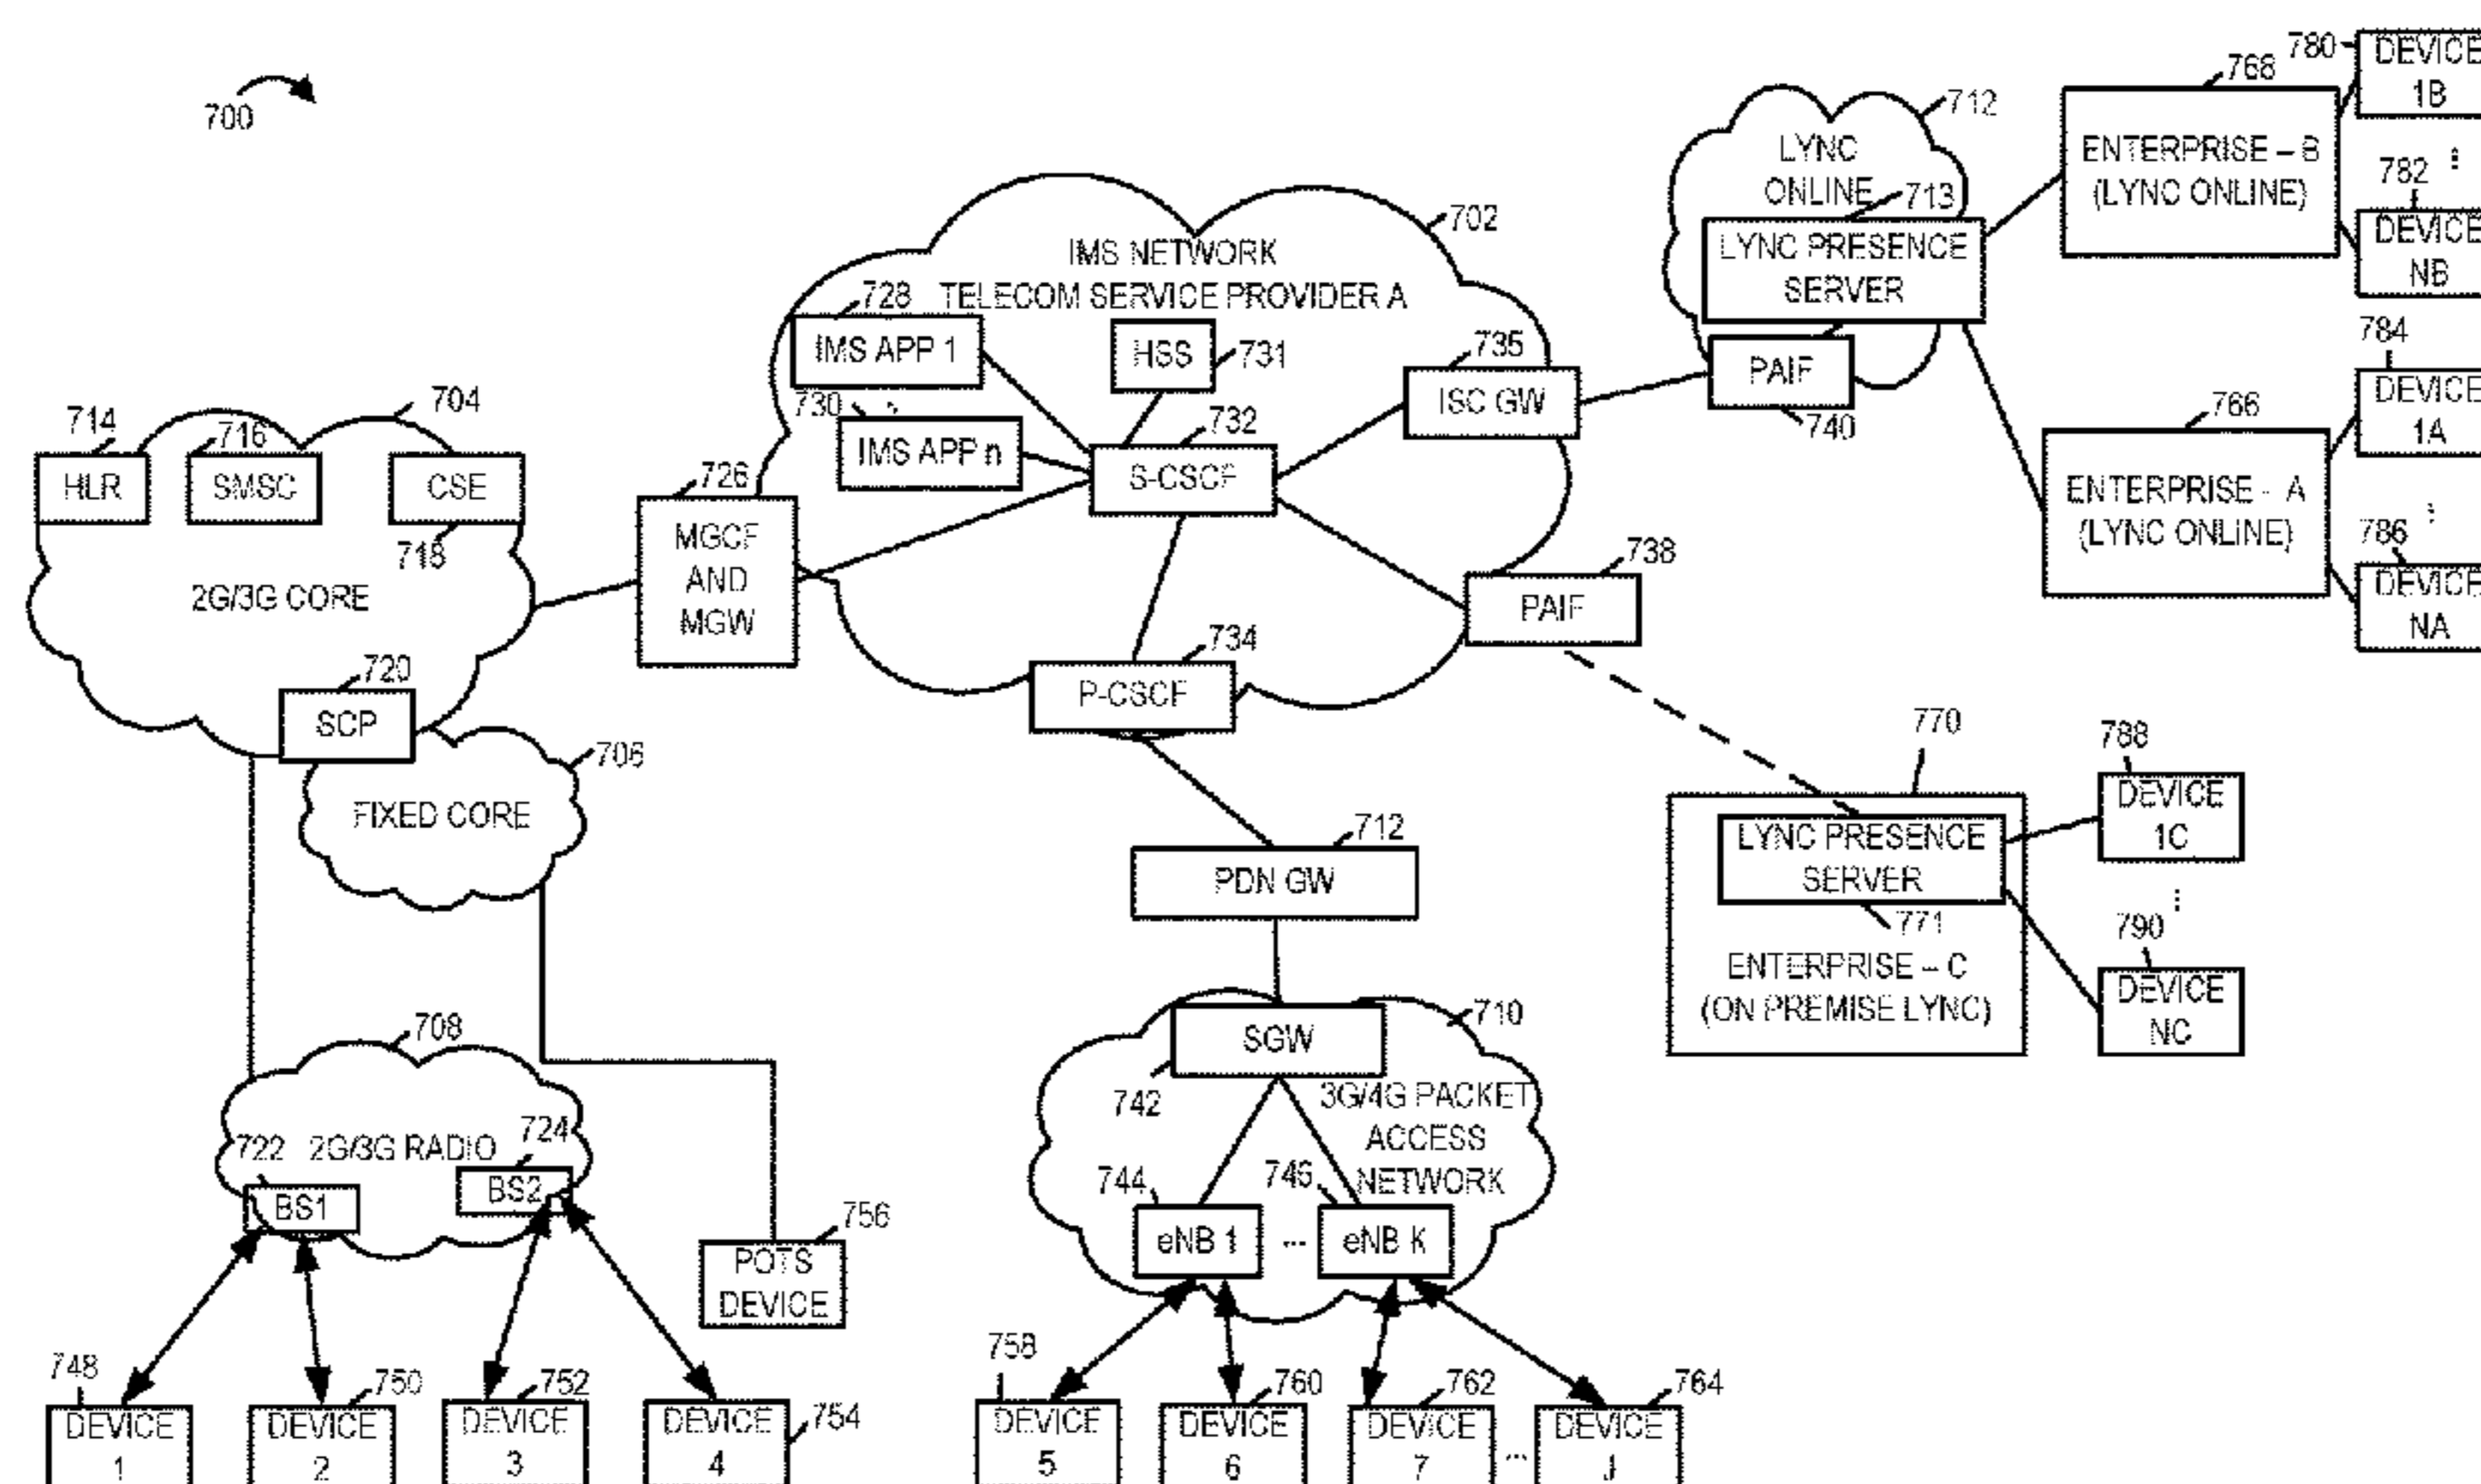 700
780
DEVICE
1B
768
712
ENTERPRISE – B
(LYNC ONLINE)
782
DEVICE
NB
LYNC
ONLINE
713
LYNC PRESENCE
SERVER
702
IMS NETWORK
TELECOM SERVICE PROVIDER A
728
IMS APP 1
HSS
731
735
ISC GW
PAIF
740
784
DEVICE
1A
766
ENTERPRISE - A
(LYNC ONLINE)
786
DEVICE
NA
730
IMS APP n
732
S-CSCF
714
HLR
716
SMSC
704
CSE
718
2G/3G CORE
726
MGCF
AND
MGW
738
PAIF
734
P-CSCF
720
SCP
706
FIXED CORE
712
PDN GW
770
LYNC PRESENCE
SERVER
771
ENTERPRISE – C
(ON PREMISE LYNC)
788
DEVICE
1C
790
DEVICE
NC
708
2G/3G RADIO
722
BS1
724
BS2
756
POTS
DEVICE
710
SGW
742
3G/4G PACKET
ACCESS
NETWORK
744
eNB 1
...
746
eNB K
748
DEVICE
1
750
DEVICE
2
752
DEVICE
3
754
DEVICE
4
758
DEVICE
5
760
DEVICE
6
762
DEVICE
7
...
764
DEVICE
J